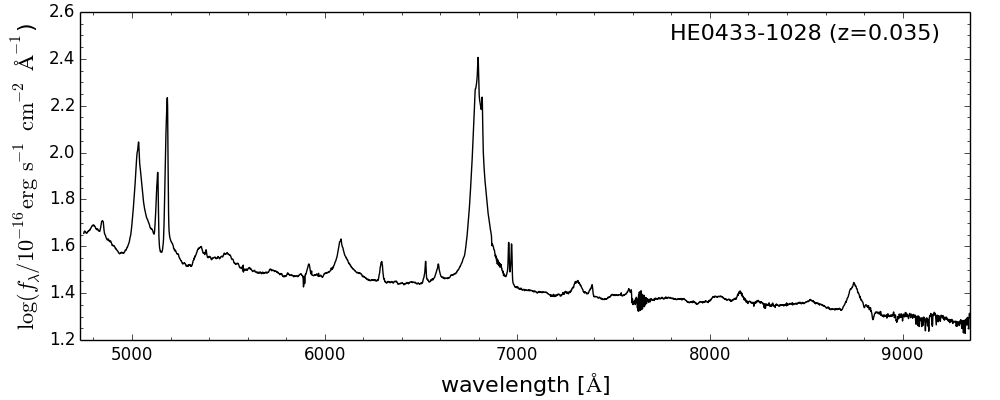 HE0433-1028 (z=0.035)
log(f_λ/10⁻¹⁶ erg s⁻¹ cm⁻² Å⁻¹)
2.6
2.4
2.2
2.0
1.8
1.6
1.4
1.2
5000 6000 7000 8000 9000
wavelength [Å]